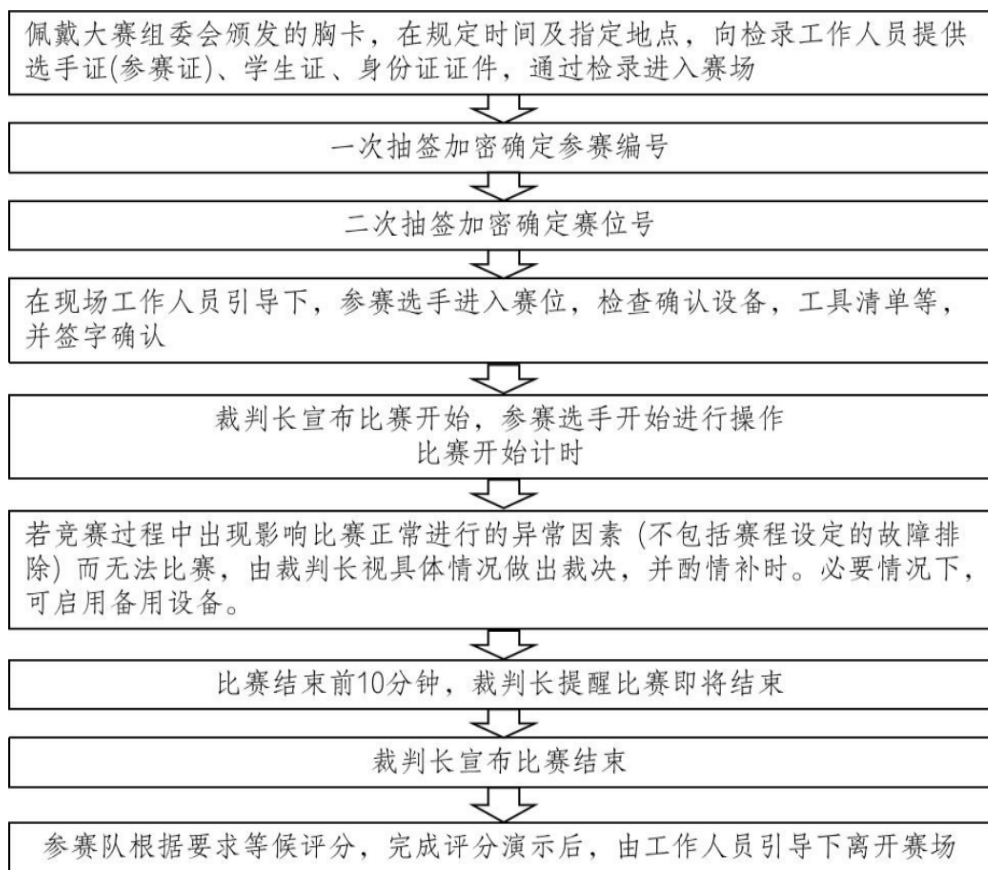 佩戴大赛组委会颁发的胸卡，在规定时间及指定地点，向检录工作人员提供
选手证(参赛证)、学生证、身份证证件，通过检录进入赛场
一次抽签加密确定参赛编号
二次抽签加密确定赛位号
在现场工作人员引导下，参赛选手进入赛位，检查确认设备，工具清单等，
并签字确认
裁判长宣布比赛开始，参赛选手开始进行操作
比赛开始计时
若竞赛过程中出现影响比赛正常进行的异常因素（不包括赛程设定的故障排
除）而无法比赛，由裁判长视具体情况做出裁决，并酌情补时。必要情况下，
可启用备用设备。
比赛结束前10分钟，裁判长提醒比赛即将结束
裁判长宣布比赛结束
参赛队根据要求等候评分，完成评分演示后，由工作人员引导下离开赛场